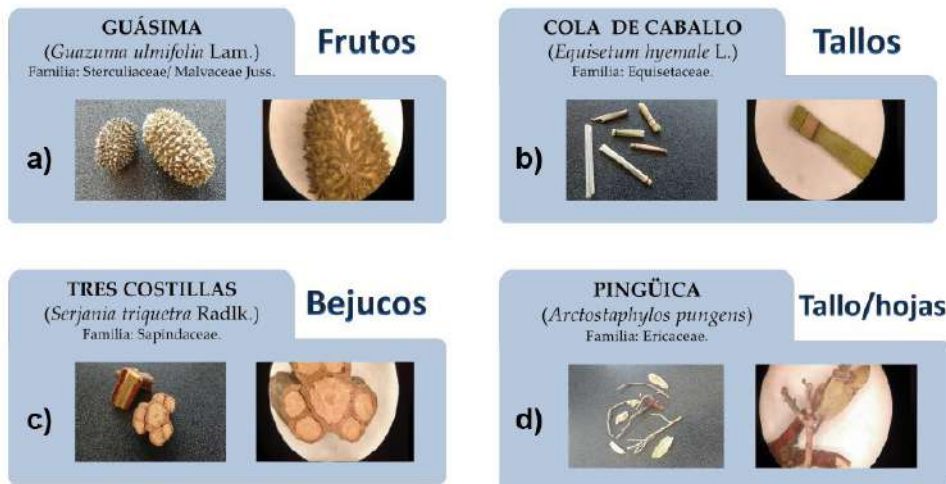 GUÁSIMA
(Guazuma ulmifolia Lam.)
Familia: Sterculiaceae/ Malvaceae Juss.
Frutos
a)
COLA DE CABALLO
(Equisetum hyemale L.)
Familia: Equisetaceae.
Tallos
b)
TRES COSTILLAS
(Serjania triquetra Radlk.)
Familia: Sapindaceae.
Bejucos
c)
PINGÜICA
(Arctostaphylos pungens)
Familia: Ericaceae.
Tallo/hojas
d)